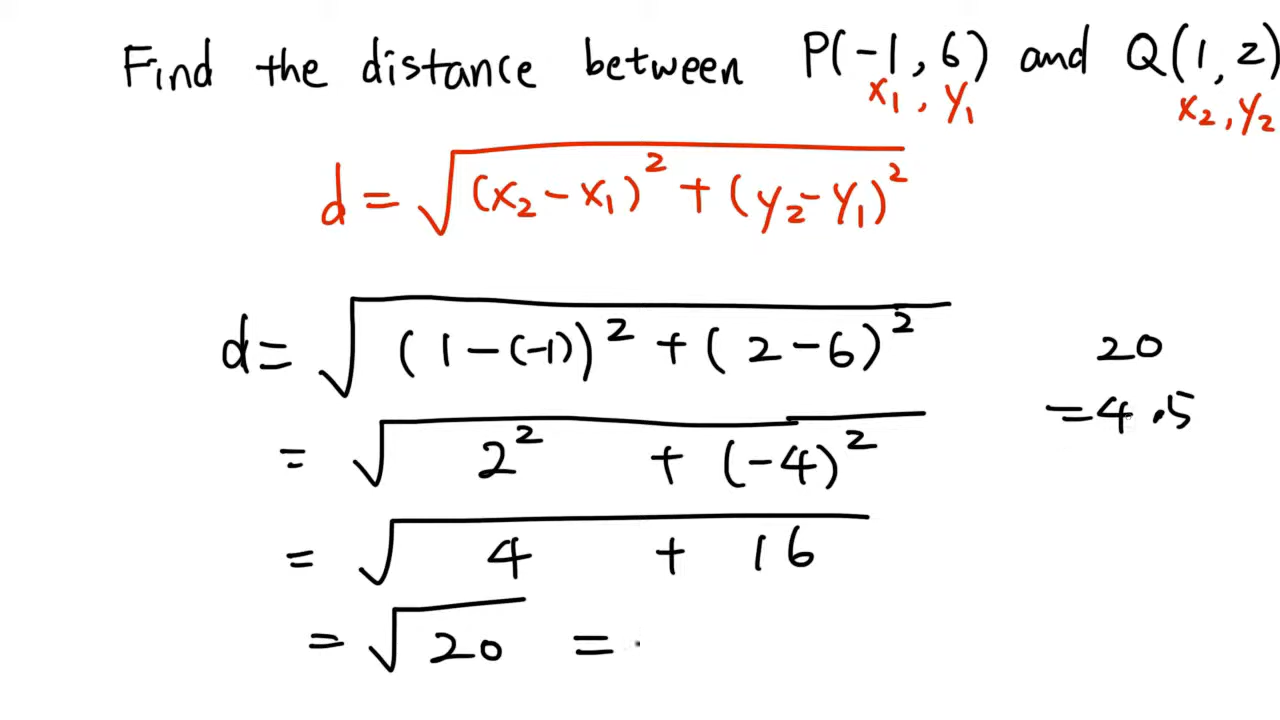 Find the distance between P(-1, 6) and Q(1, 2)
x₁, y₁ x₂, y₂
d = √((x₂ - x₁)² + (y₂ - y₁)²)
d = √((1 - (-1))² + (2 - 6)²)
20
= √(2² + (-4)²)
= 4.5
= √(4 + 16)
= √20 =